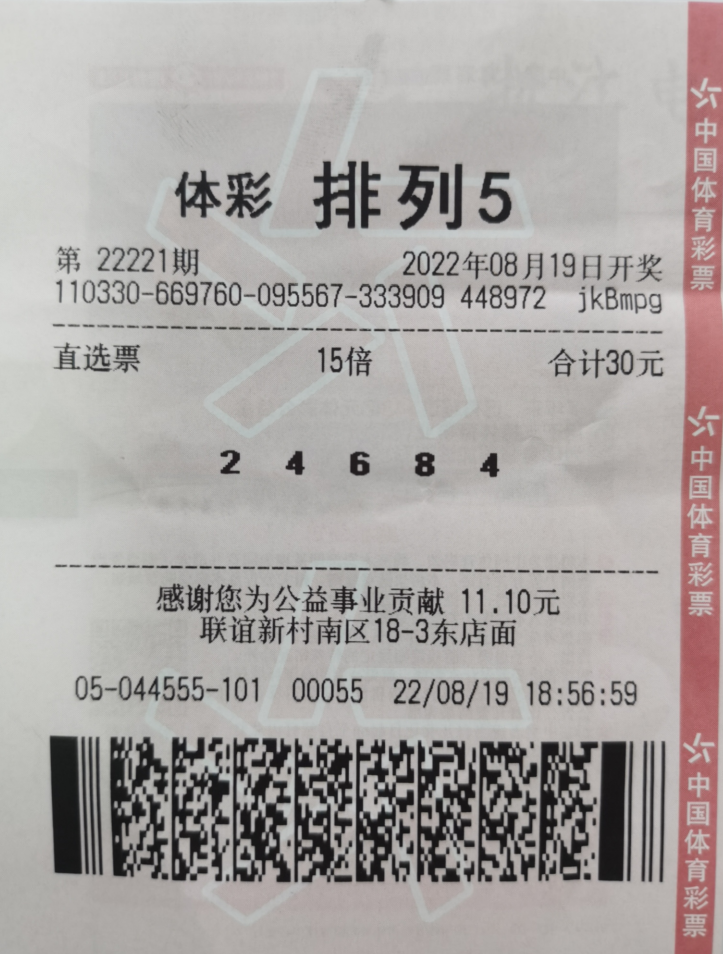 体彩 排列5
第 22221期 2022年08月19日开奖
110330-669760-095567-333909 448972 jkBmpg
直选票 15倍 合计30元
2 4 6 8 4
感谢您为公益事业贡献 11.10元
联谊新村南区18-3东店面
05-044555-101 00055 22/08/19 18:56:59
中国体育彩票
中国体育彩票
中国体育彩票